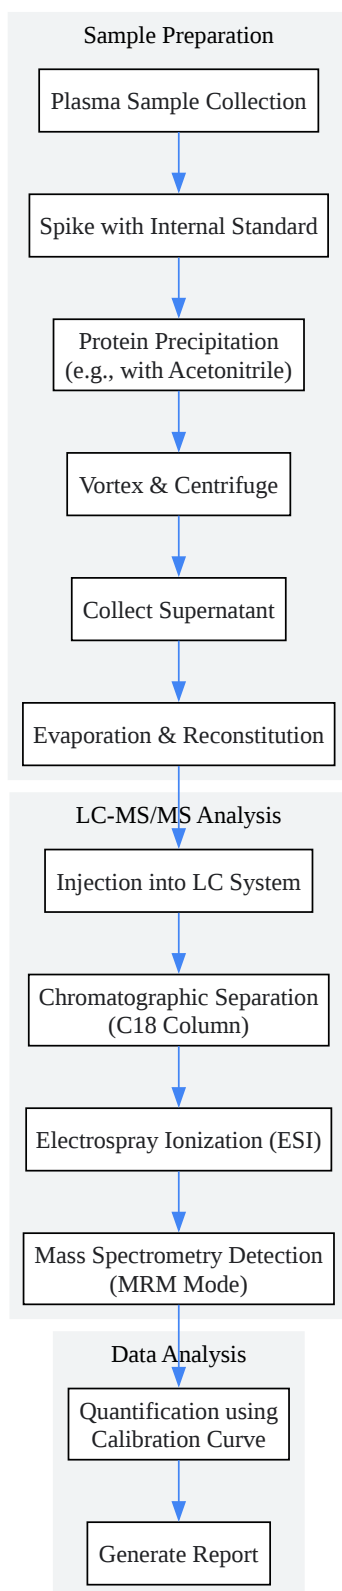 Sample Preparation
Plasma Sample Collection
Spike with Internal Standard
Protein Precipitation
(e.g., with Acetonitrile)
Vortex & Centrifuge
Collect Supernatant
Evaporation & Reconstitution
LC-MS/MS Analysis
Injection into LC System
Chromatographic Separation
(C18 Column)
Electrospray Ionization (ESI)
Mass Spectrometry Detection
(MRM Mode)
Data Analysis
Quantification using
Calibration Curve
Generate Report